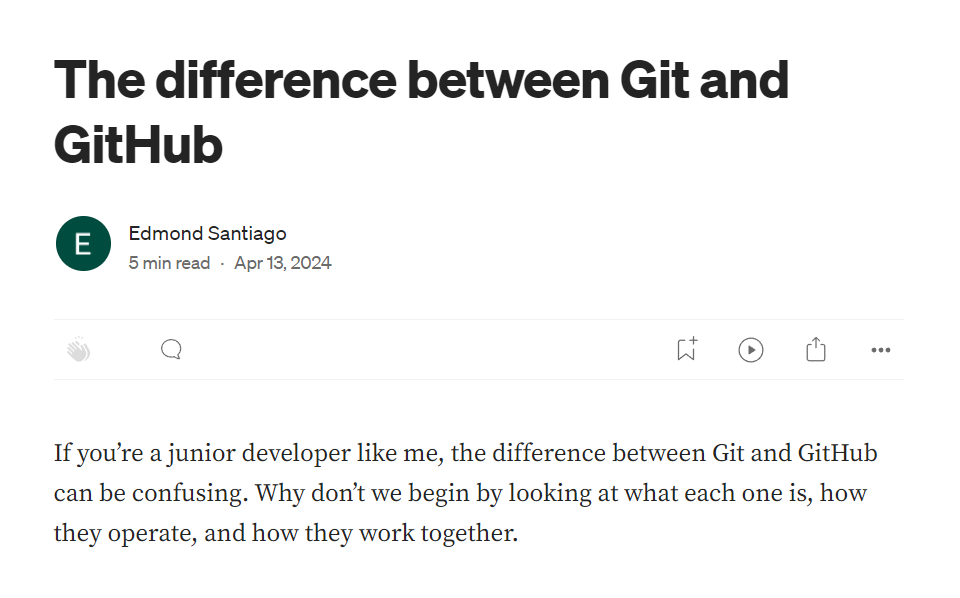 The difference between Git and
GitHub
E
Edmond Santiago
5 min read · Apr 13, 2024
If you’re a junior developer like me, the difference between Git and GitHub
can be confusing. Why don’t we begin by looking at what each one is, how
they operate, and how they work together.